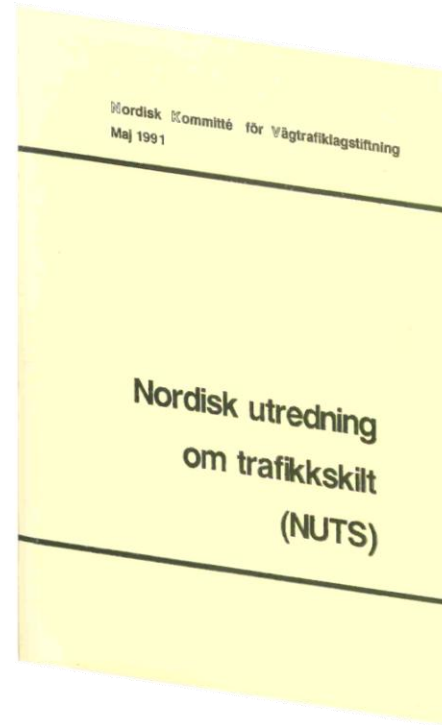 Nordisk Kommitté för Vägtrafiklagstiftning
Maj 1991
Nordisk utredning
om trafikkskilt
(NUTS)